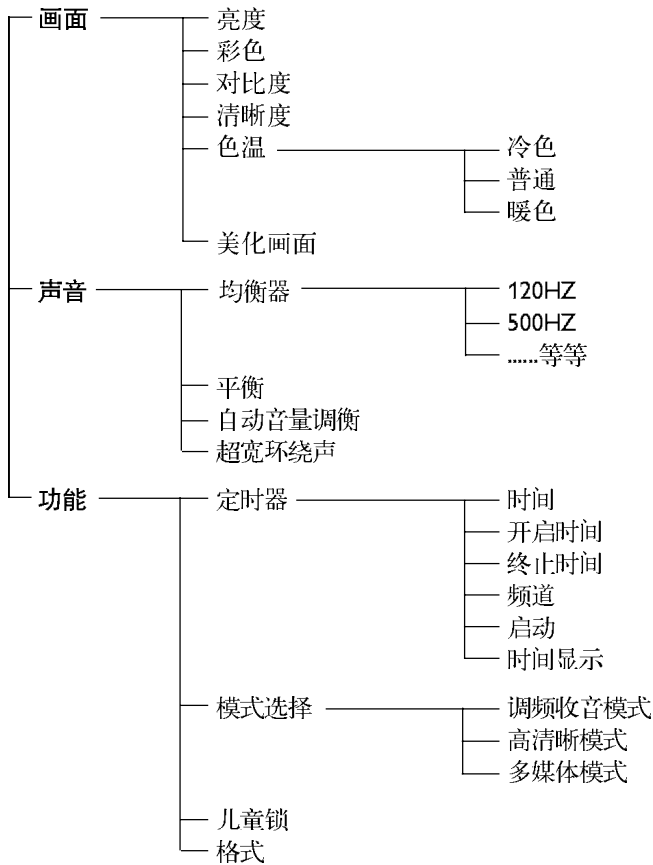 画面
亮度
彩色
对比度
清晰度
色温
冷色
普通
暖色
美化画面
声音
均衡器
120HZ
500HZ
......等等
平衡
自动音量调衡
超宽环绕声
功能
定时器
时间
开启时间
终止时间
频道
启动
时间显示
模式选择
调频收音模式
高清晰模式
多媒体模式
儿童锁
格式